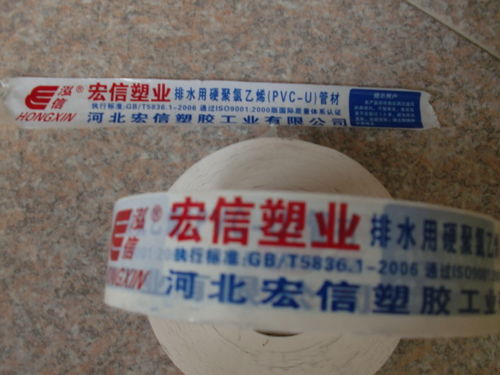 泓信®
HONGXIN
宏信塑业 排水用硬聚氯乙烯(PVC-U)管材
执行标准:GB/T5836.1-2006 通过ISO9001:2000版国际质量体系认证
河北宏信塑胶工业有限公司
泓信®
HONGXIN
宏信塑业 排水用硬聚氯乙
执行标准:GB/T5836.1-2006 通过ISO9001
河北宏信塑胶工业